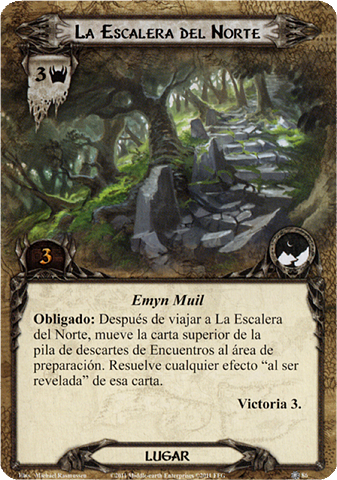 La Escalera del Norte
3
3
Emyn Muil
Obligado: Después de viajar a La Escalera
del Norte, mueve la carta superior de la
pila de descartes de Encuentros al área de
preparación. Resuelve cualquier efecto “al ser
revelada” de esa carta.
Victoria 3.
LUGAR